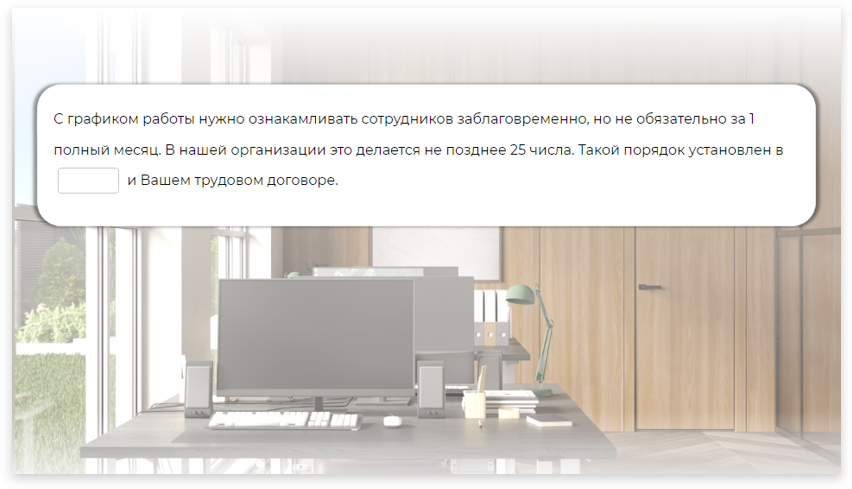 С графиком работы нужно ознакамливать сотрудников заблаговременно, но не обязательно за 1
полный месяц. В нашей организации это делается не позднее 25 числа. Такой порядок установлен в
и Вашем трудовом договоре.